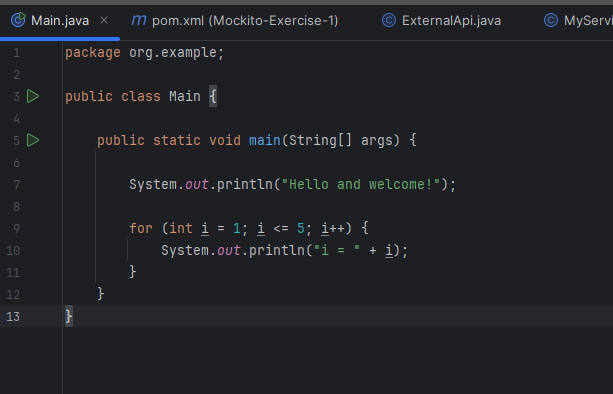 Main.java
pom.xml (Mockito-Exercise-1)
ExternalApi.java
MyServi
1 package org.example;
2
3 public class Main {
4
5 public static void main(String[] args) {
6
7 System.out.println("Hello and welcome!");
8
9 for (int i = 1; i <= 5; i++) {
10 System.out.println("i = " + i);
11 }
12 }
13 }